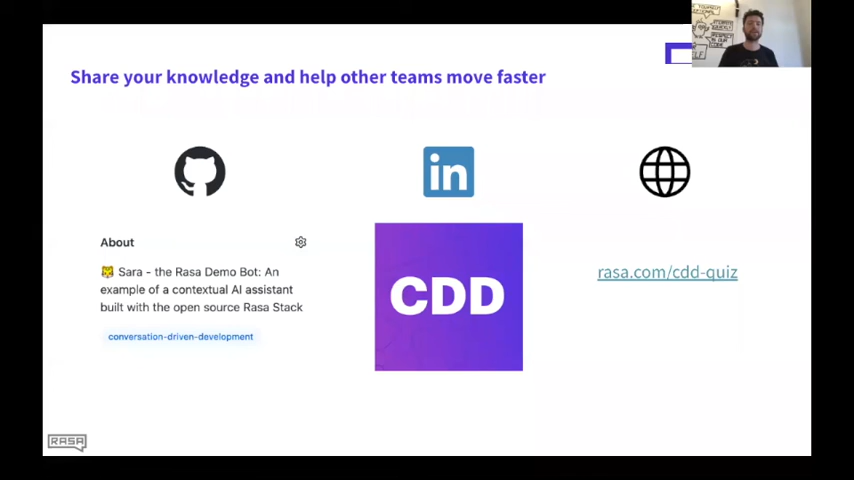 Share your knowledge and help other teams move faster
in
About
Sara - the Rasa Demo Bot: An
example of a contextual AI assistant
built with the open source Rasa Stack
conversation-driven-development
CDD
rasa.com/cdd-quiz
RASA